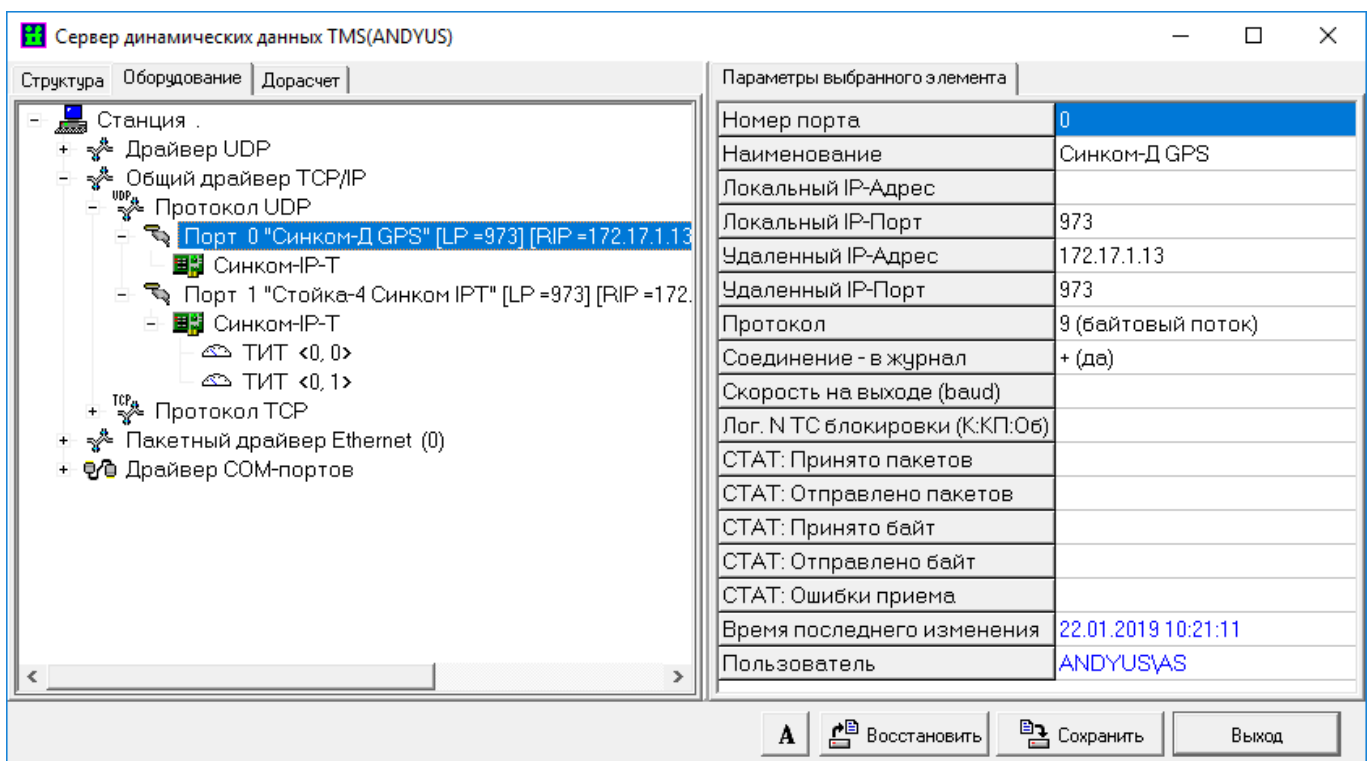 Сервер динамических данных TMS(ANDYUS)
Структура Оборудование Дорасчет
Станция .
Драйвер UDP
Общий драйвер TCP/IP
UDP Протокол UDP
Порт 0 "Синком-Д GPS" [LP =973] [RIP =172.17.1.13
Синком-IP-T
Порт 1 "Стойка-4 Синком IPT" [LP =973] [RIP =172.
Синком-IP-T
ТИТ <0, 0>
ТИТ <0, 1>
TCP Протокол TCP
Пакетный драйвер Ethernet (0)
Драйвер COM-портов
Параметры выбранного элемента
Номер порта 0
Наименование Синком-Д GPS
Локальный IP-Адрес
Локальный IP-Порт 973
Удаленный IP-Адрес 172.17.1.13
Удаленный IP-Порт 973
Протокол 9 (байтовый поток)
Соединение - в журнал + (да)
Скорость на выходе (baud)
Лог. N ТС блокировки (К:КП:Об)
СТАТ: Принято пакетов
СТАТ: Отправлено пакетов
СТАТ: Принято байт
СТАТ: Отправлено байт
СТАТ: Ошибки приема
Время последнего изменения 22.01.2019 10:21:11
Пользователь ANDYUS\AS
A Восстановить Сохранить Выход